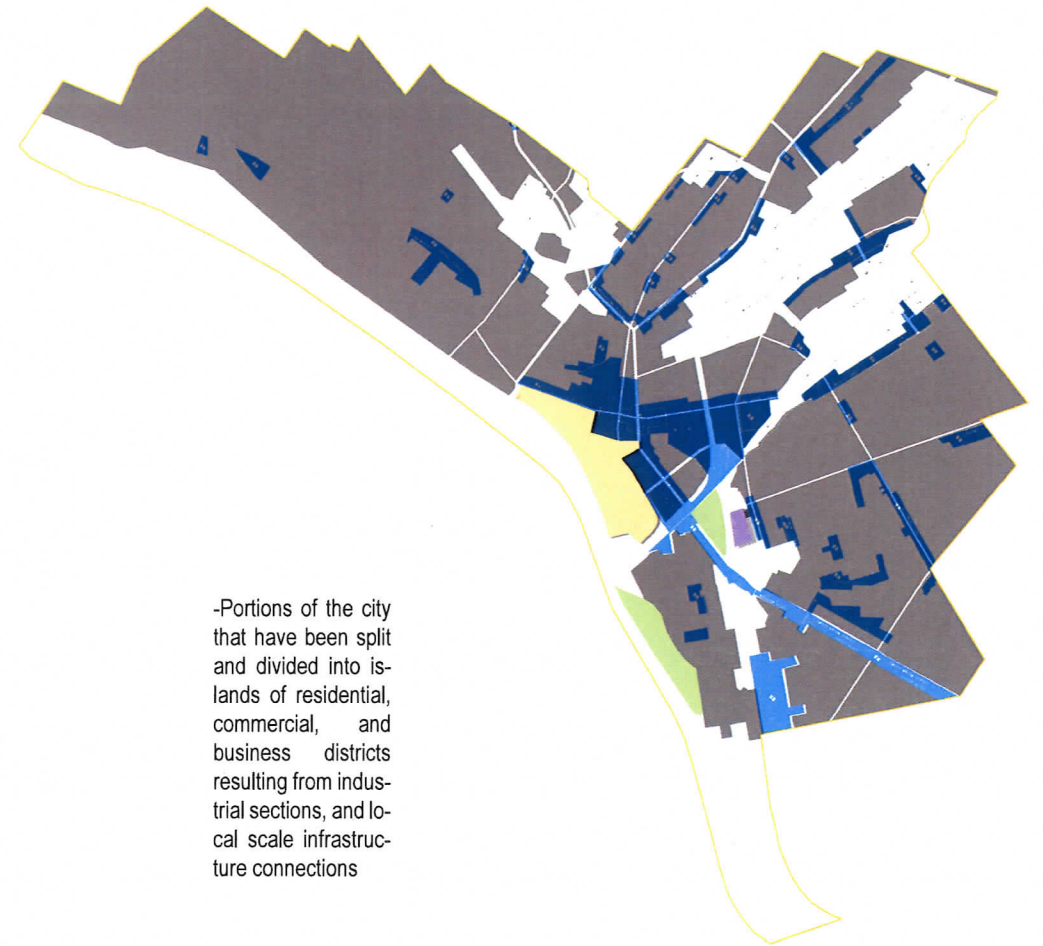 -Portions of the city
that have been split
and divided into is-
lands of residential,
commercial, and
business districts
resulting from indus-
trial sections, and lo-
cal scale infrastruc-
ture connections